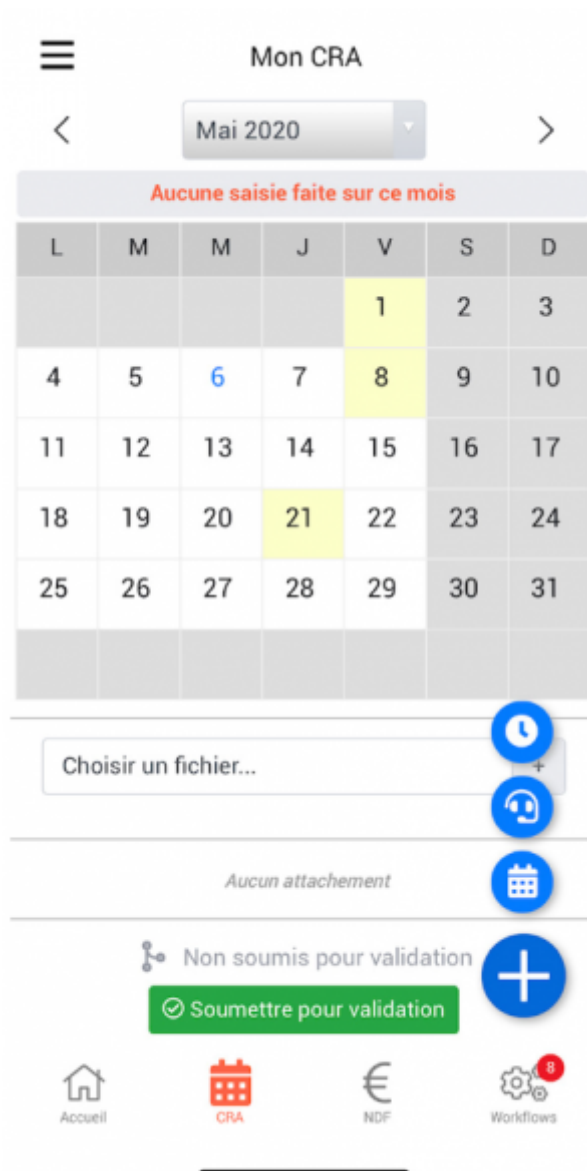 Mon CRA
Mai 2020
Aucune saisie faite sur ce mois
L M M J V S D
1 2 3
4 5 6 7 8 9 10
11 12 13 14 15 16 17
18 19 20 21 22 23 24
25 26 27 28 29 30 31
Choisir un fichier...
+
Aucun attachement
Non soumis pour validation
Soumettre pour validation
8
Accueil CRA NDF Workflows